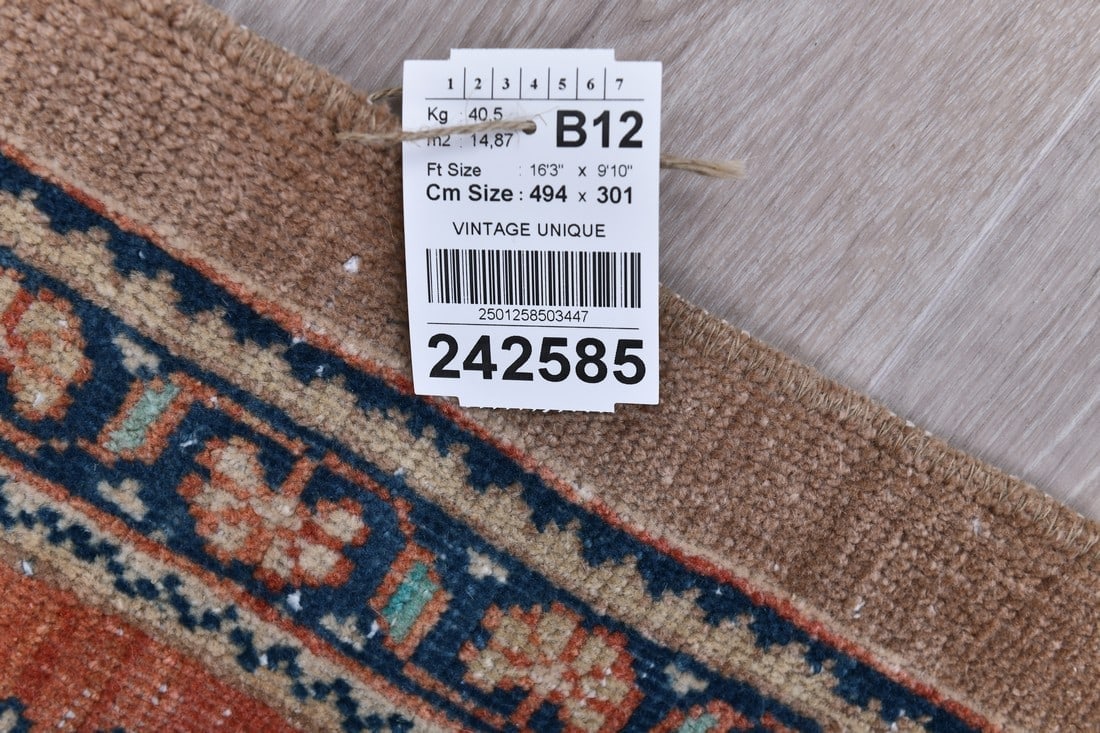 1 2 3 4 5 6 7
Kg : 40,5
m2 : 14,87
B12
Ft Size : 16'3" x 9'10"
Cm Size : 494 x 301
VINTAGE UNIQUE
2501258503447
242585